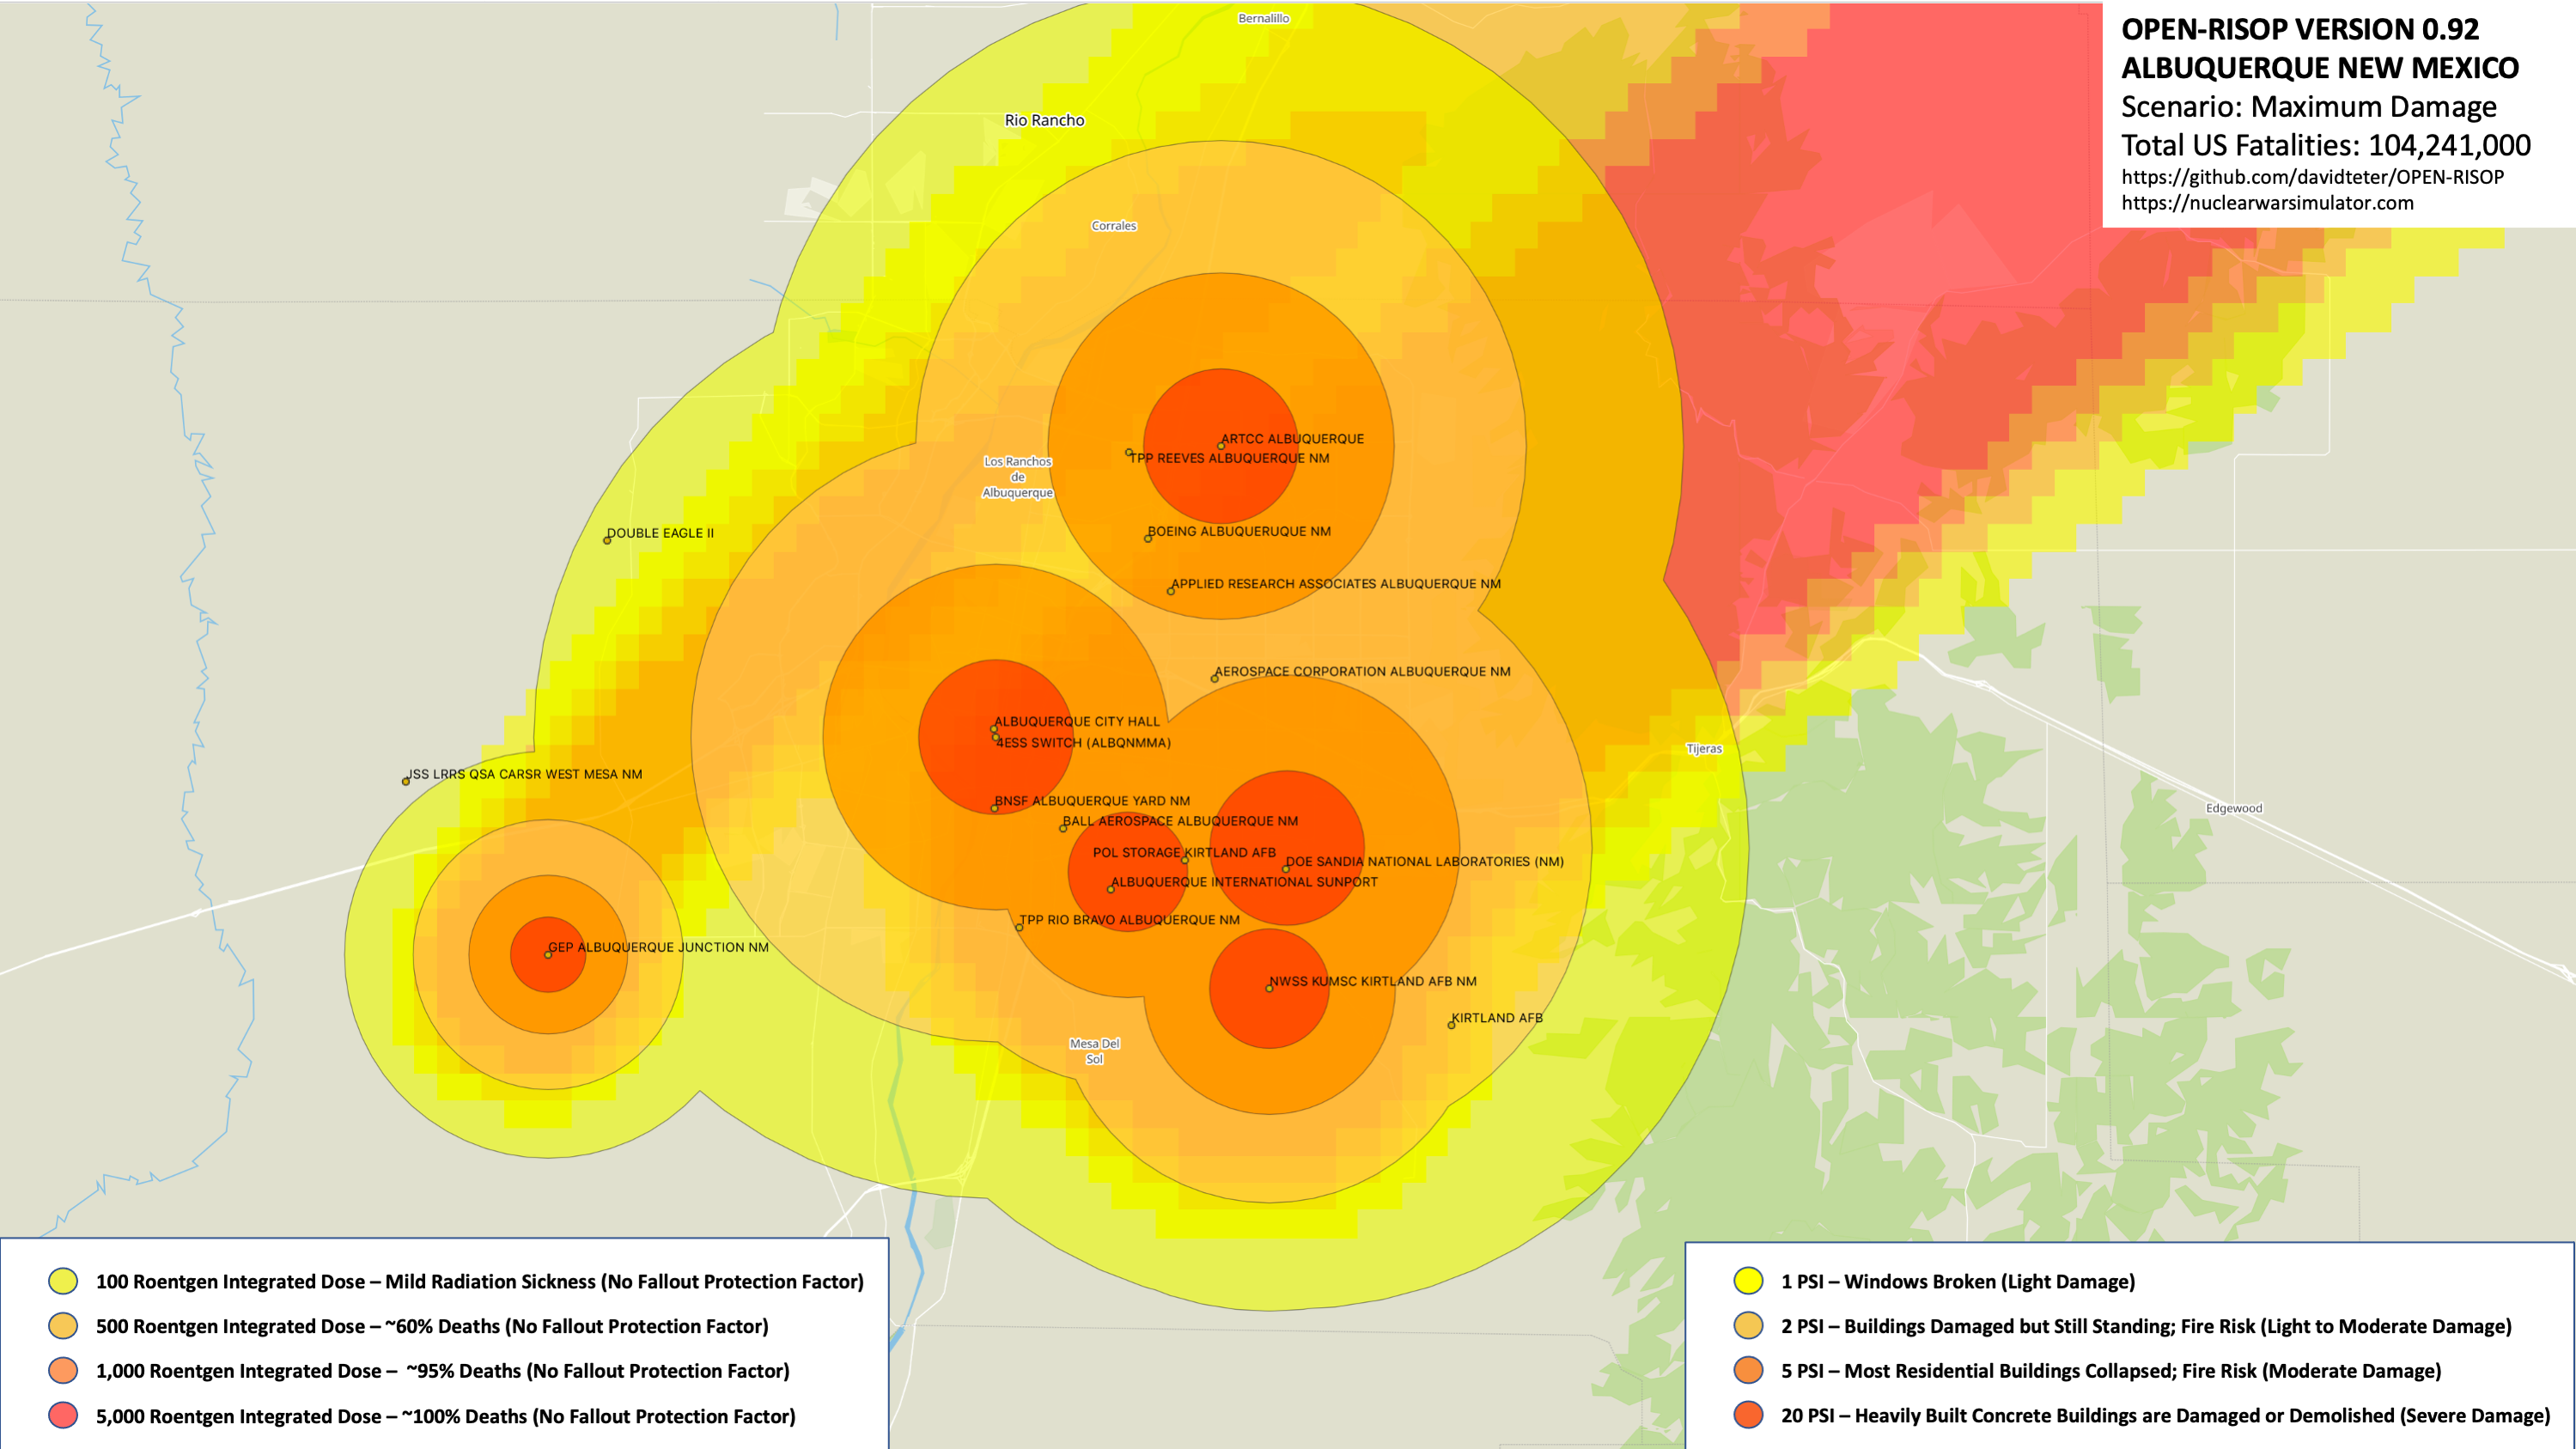 OPEN-RISOP VERSION 0.92
ALBUQUERQUE NEW MEXICO
Scenario: Maximum Damage
Total US Fatalities: 104,241,000
https://github.com/davidteter/OPEN-RISOP
https://nuclearwarsimulator.com
Bernalillo
Rio Rancho
Corrales
ARTCC ALBUQUERQUE
TPP REEVES ALBUQUERQUE NM
Los Ranchos
de
Albuquerque
DOUBLE EAGLE II
BOEING ALBUQUERUQUE NM
APPLIED RESEARCH ASSOCIATES ALBUQUERQUE NM
AEROSPACE CORPORATION ALBUQUERQUE NM
ALBUQUERQUE CITY HALL
4ESS SWITCH (ALBQNMMA)
Tijeras
JSS LRRS QSA CARSR WEST MESA NM
BNSF ALBUQUERQUE YARD NM
Edgewood
BALL AEROSPACE ALBUQUERQUE NM
POL STORAGE KIRTLAND AFB
DOE SANDIA NATIONAL LABORATORIES (NM)
ALBUQUERQUE INTERNATIONAL SUNPORT
TPP RIO BRAVO ALBUQUERQUE NM
GEP ALBUQUERQUE JUNCTION NM
NWSS KUMSC KIRTLAND AFB NM
KIRTLAND AFB
Mesa Del
Sol
100 Roentgen Integrated Dose – Mild Radiation Sickness (No Fallout Protection Factor)
500 Roentgen Integrated Dose – ~60% Deaths (No Fallout Protection Factor)
1,000 Roentgen Integrated Dose – ~95% Deaths (No Fallout Protection Factor)
5,000 Roentgen Integrated Dose – ~100% Deaths (No Fallout Protection Factor)
1 PSI – Windows Broken (Light Damage)
2 PSI – Buildings Damaged but Still Standing; Fire Risk (Light to Moderate Damage)
5 PSI – Most Residential Buildings Collapsed; Fire Risk (Moderate Damage)
20 PSI – Heavily Built Concrete Buildings are Damaged or Demolished (Severe Damage)